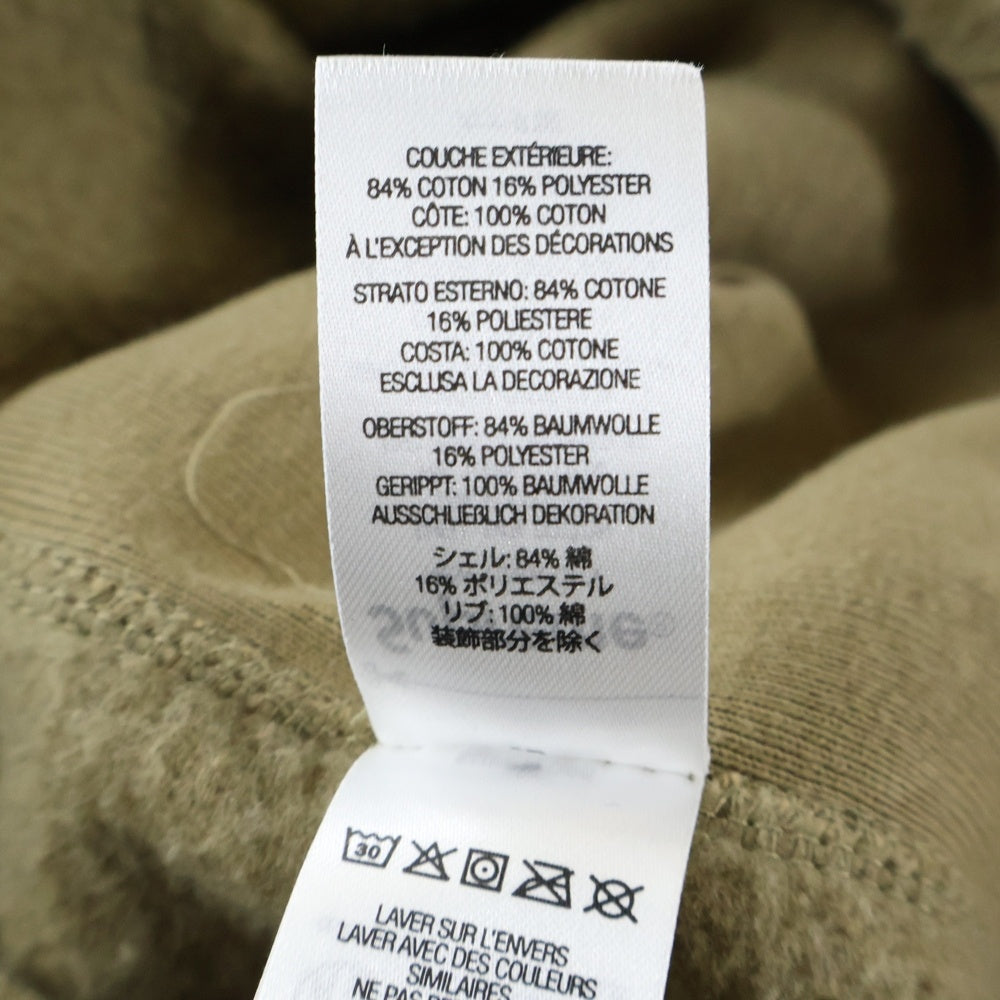 COUCHE EXTÉRIEURE:
84% COTON 16% POLYESTER
CÔTE: 100% COTON
À L'EXCEPTION DES DÉCORATIONS
STRATO ESTERNO: 84% COTONE
16% POLIESTERE
COSTA: 100% COTONE
ESCLUSA LA DECORAZIONE
OBERSTOFF: 84% BAUMWOLLE
16% POLYESTER
GERIPPT: 100% BAUMWOLLE
AUSSCHLIEßLICH DEKORATION
シェル: 84% 綿
16% ポリエステル
リブ: 100% 綿
装飾部分を除く
30
LAVER SUR L'ENVERS
LAVER AVEC DES COULEURS
SIMILAIRES
NE PAS